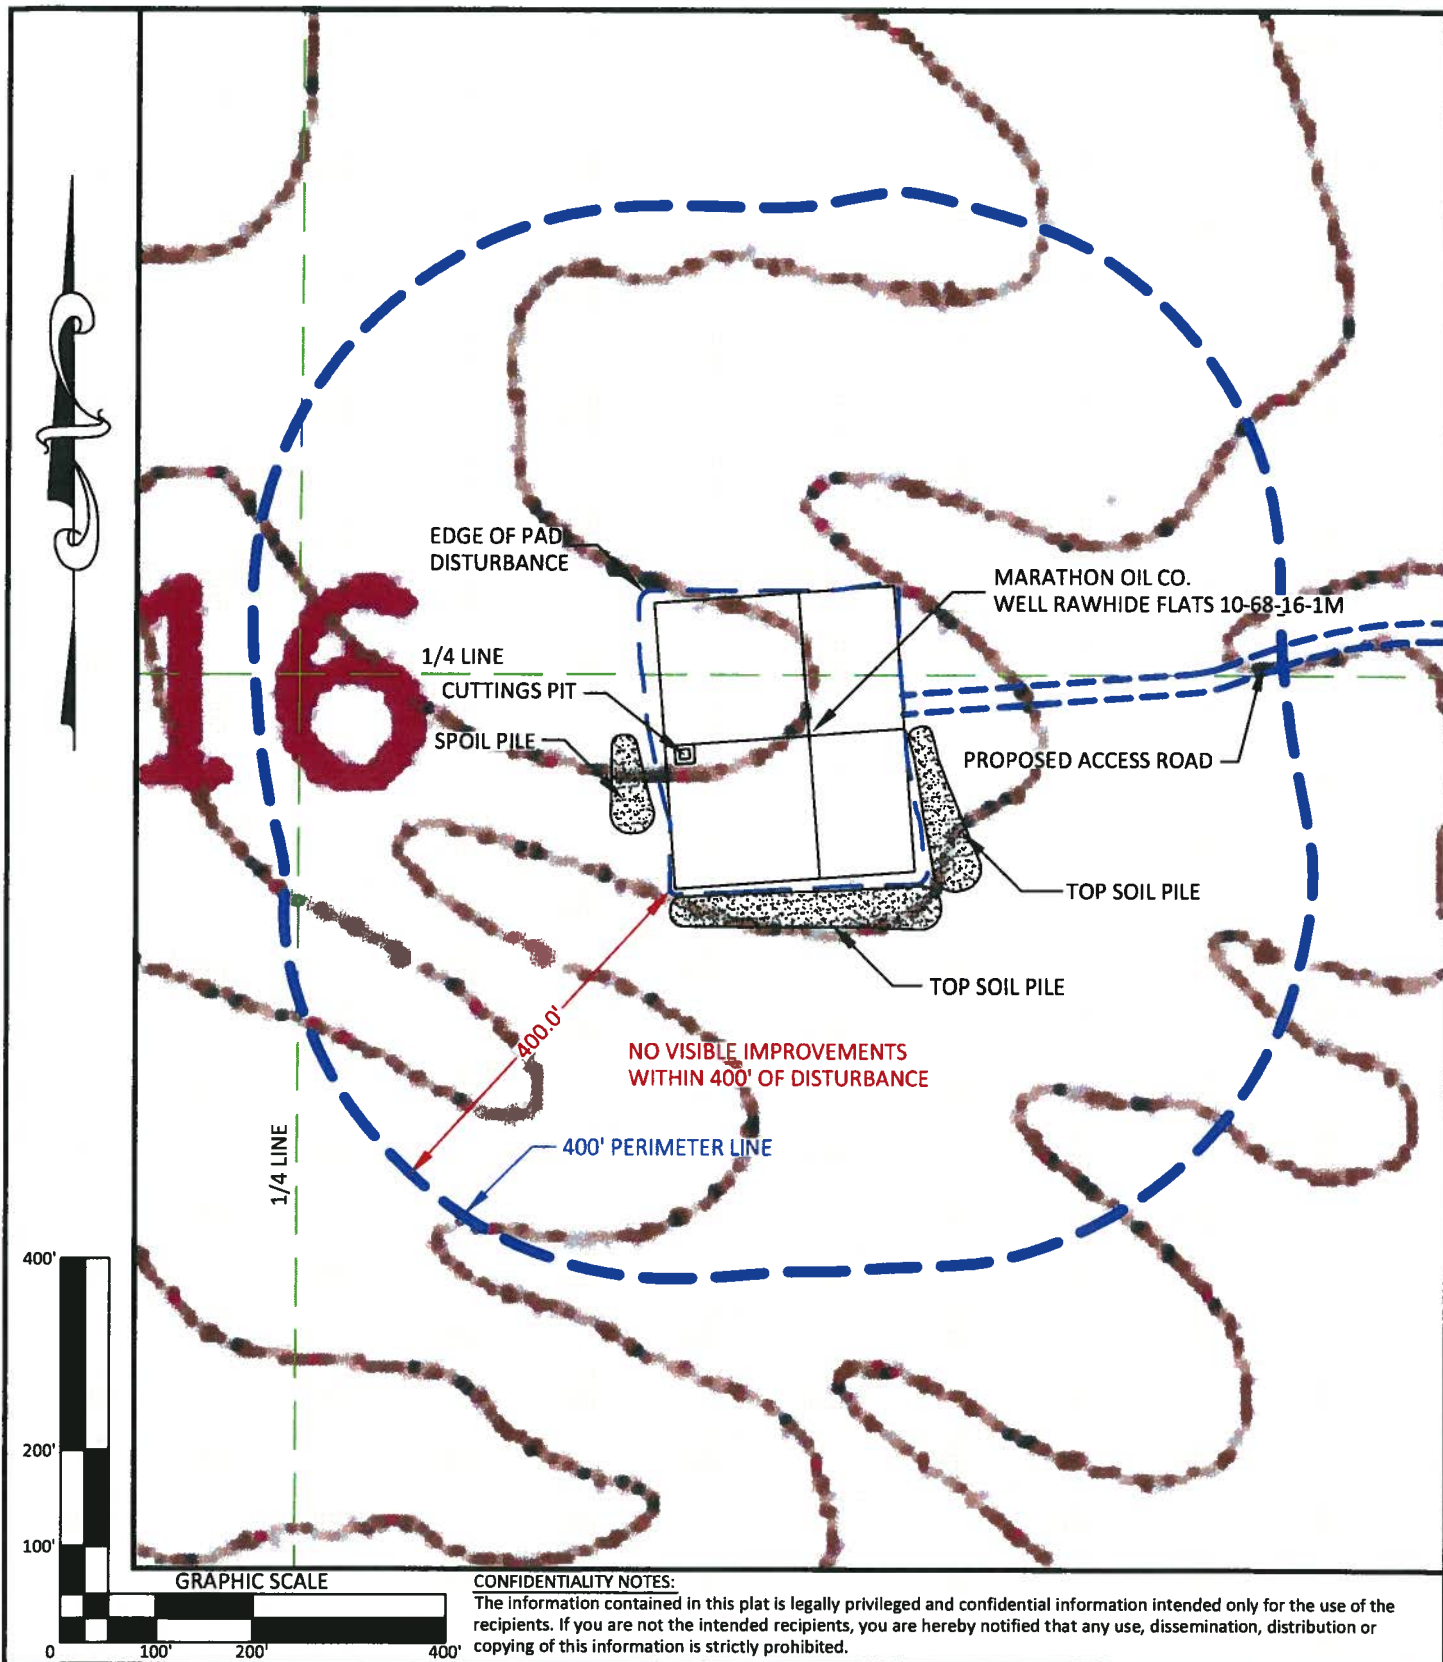 EDGE OF PAD
DISTURBANCE
MARATHON OIL CO.
WELL RAWHIDE FLATS 10-68-16-1M
16
1/4 LINE
CUTTINGS PIT
SPOIL PILE
PROPOSED ACCESS ROAD
TOP SOIL PILE
TOP SOIL PILE
400.0'
NO VISIBLE IMPROVEMENTS
WITHIN 400' OF DISTURBANCE
400' PERIMETER LINE
1/4 LINE
400'
200'
100'
GRAPHIC SCALE
0 100' 200' 400'
CONFIDENTIALITY NOTES:
The information contained in this plat is legally privileged and confidential information intended only for the use of the
recipients. If you are not the intended recipients, you are hereby notified that any use, dissemination, distribution or
copying of this information is strictly prohibited.